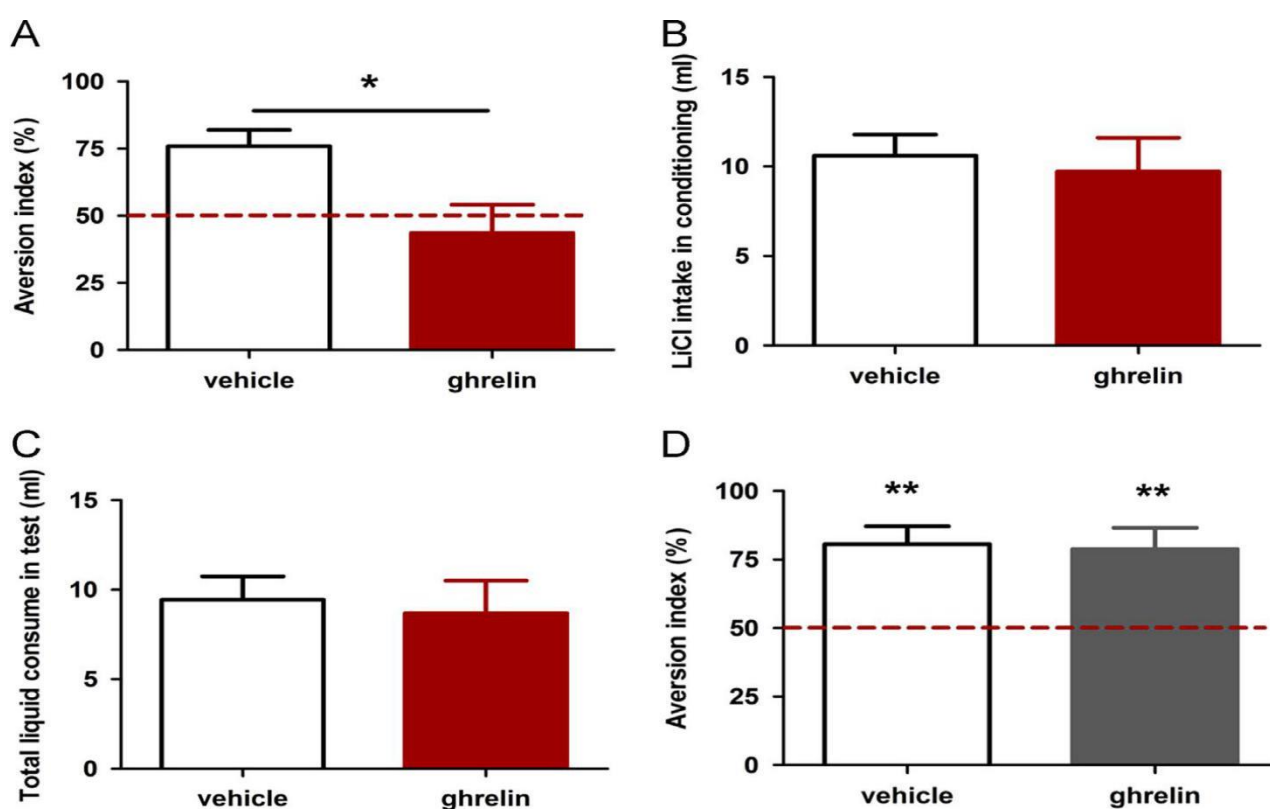 A
Aversion index (%)
100
75
50
25
0
*
vehicle
ghrelin
B
LiCl intake in conditioning (ml)
15
10
5
0
vehicle
ghrelin
C
Total liquid consume in test (ml)
15
10
5
0
vehicle
ghrelin
D
Aversion index (%)
100
75
50
25
0
**
**
vehicle
ghrelin